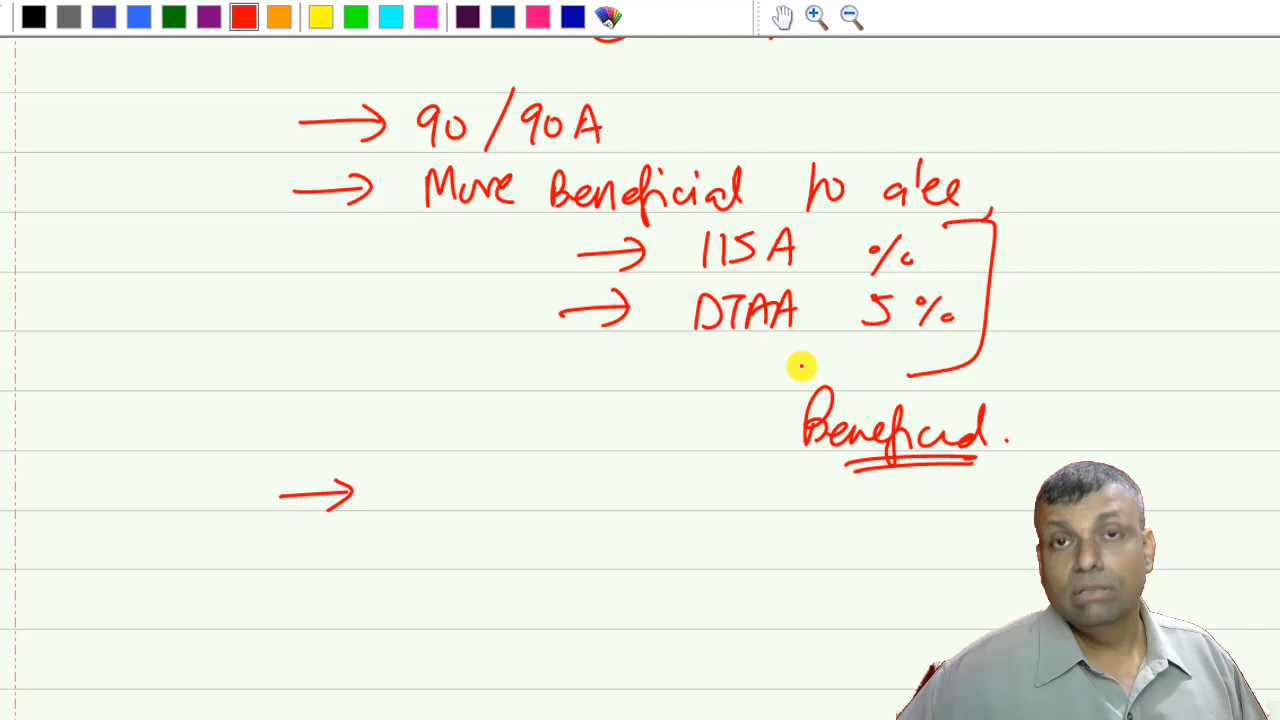 → 90/90A
→ More Beneficial to a'ee
→ 115A %
→ DTAA 5%
Beneficial.
→